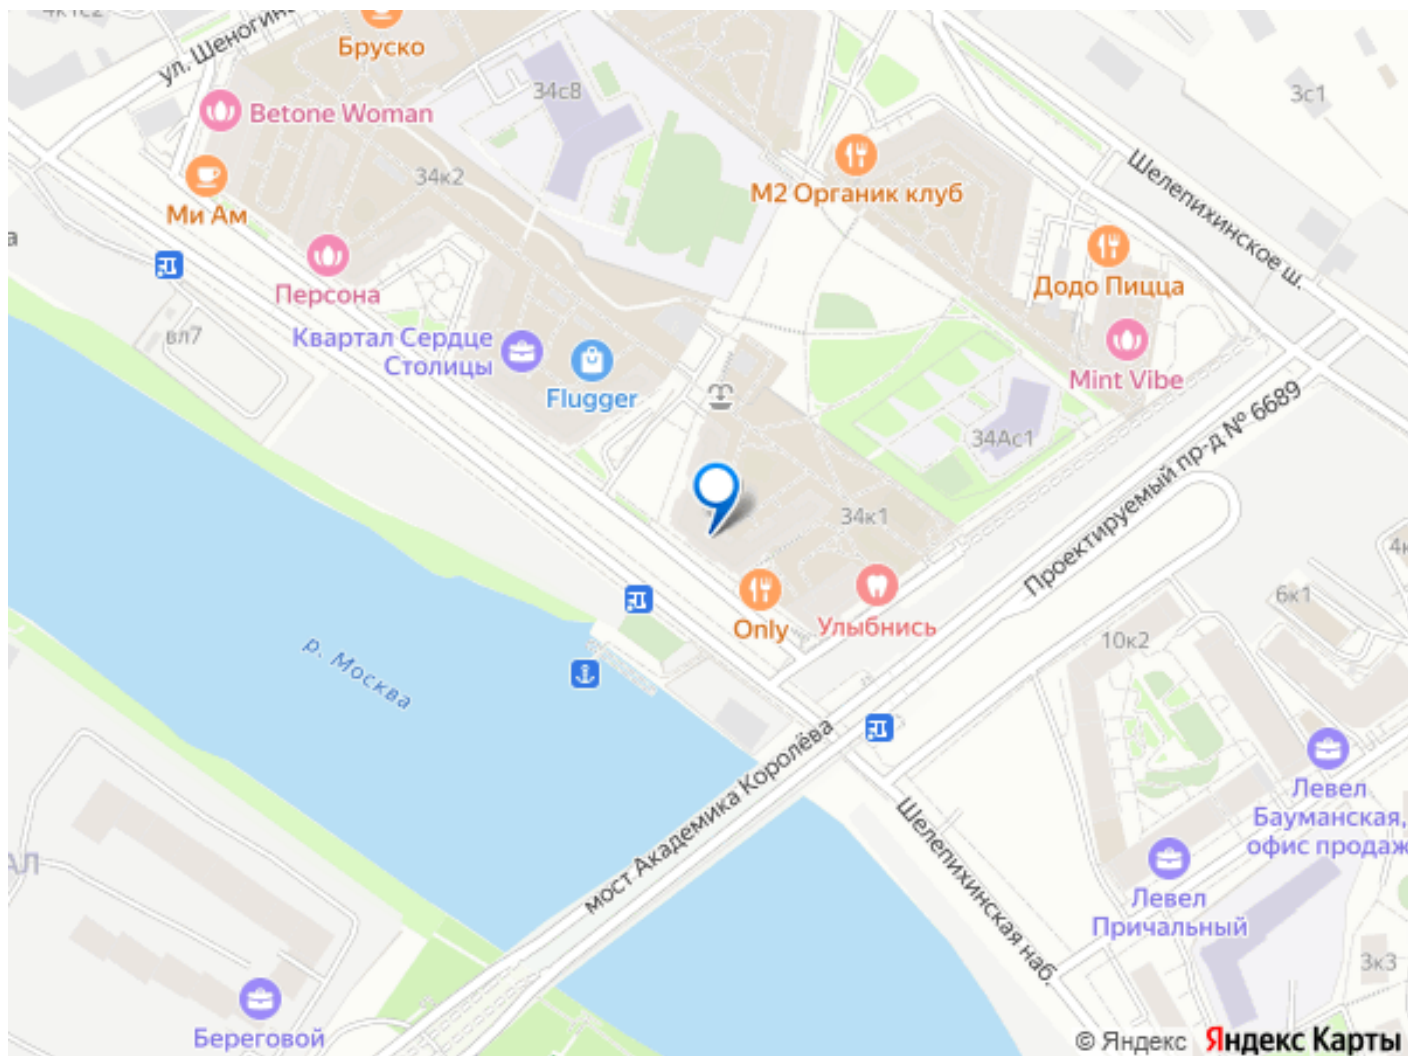 4к1с2
ул. Шеногина
Бруско
34с8
3с1
Betone Woman
34к2
М2 Органик клуб
Шелепихинское ш.
Ми Ам
Персона
Додо Пицца
вл7
Квартал Сердце
Столицы
Flugger
Mint Vibe
34Ас1
Проектируемый пр-д № 6689
34к1
Only
Улыбнись
6к1
10к2
р. Москва
мост Академика Королёва
Шелепихинская наб.
Левел
Бауманская,
офис продаж
Левел
Причальный
3к3
Береговой
© Яндекс Яндекс Карты